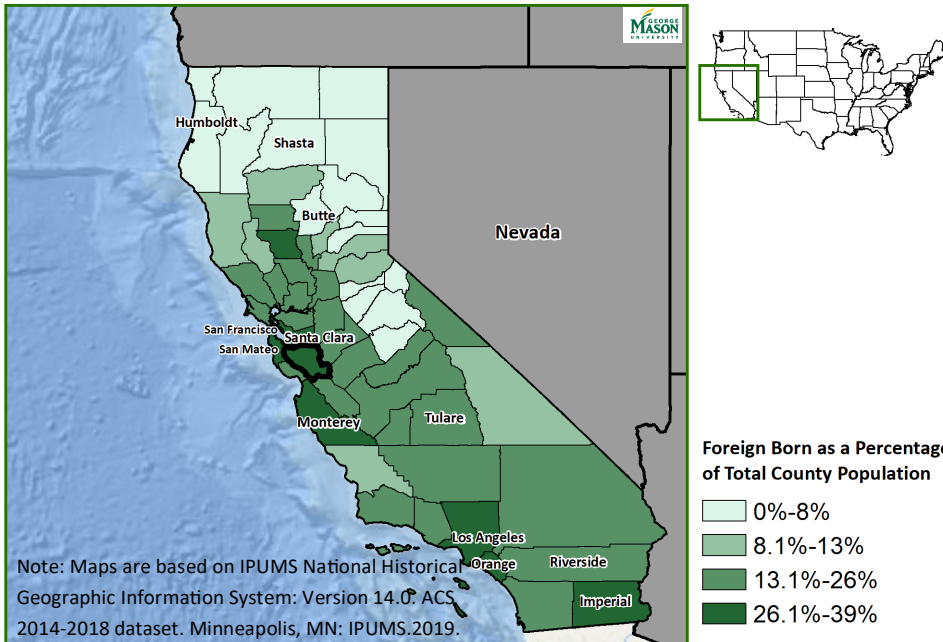 GEORGE
MASON
UNIVERSITY
Humboldt
Shasta
Butte
Nevada
San Francisco
Santa Clara
San Mateo
Monterey
Tulare
Los Angeles
Orange
Riverside
Imperial
Note: Maps are based on IPUMS National Historical
Geographic Information System: Version 14.0. ACS
2014-2018 dataset. Minneapolis, MN: IPUMS.2019.
Foreign Born as a Percentage
of Total County Population
0%-8%
8.1%-13%
13.1%-26%
26.1%-39%